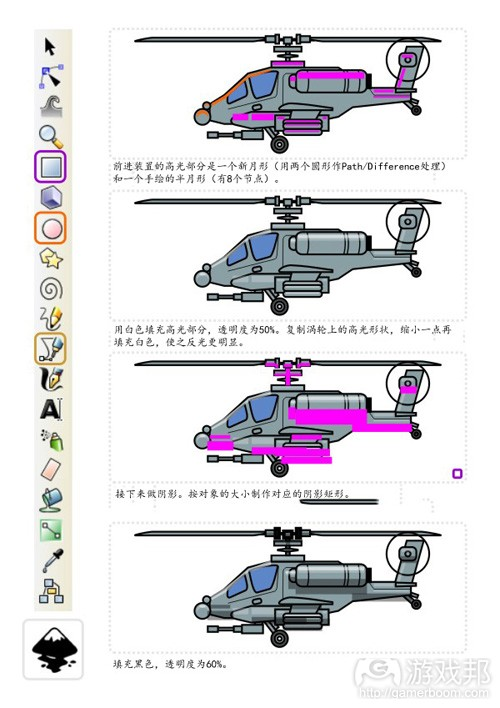 前进装置的高光部分是一个新月形（用两个圆形作Path/Difference处理）
和一个手绘的半月形（有8个节点）。
用白色填充高光部分，透明度为50%。复制涡轮上的高光形状，缩小一点再
填充白色，使之反光更明显。
接下来做阴影。按对象的大小制作对应的阴影矩形。
填充黑色，透明度为60%。
游戏邦
http://gamerboom.com